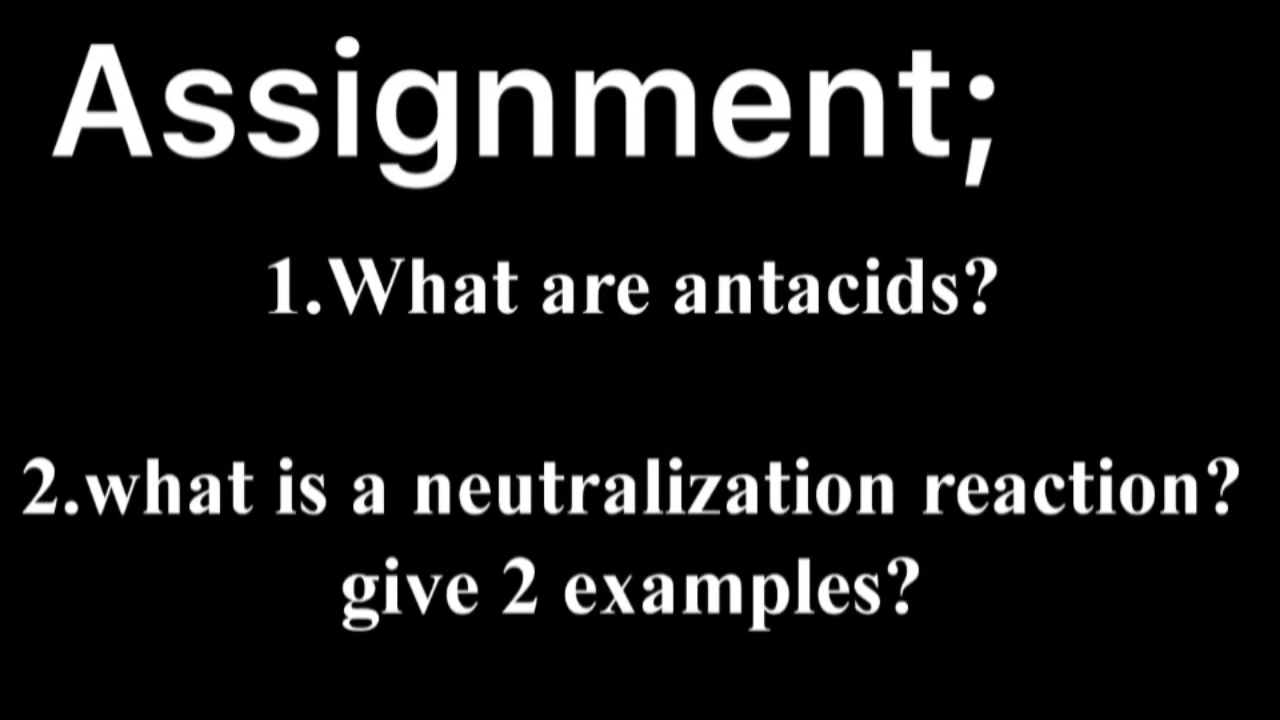 Assignment;
1.What are antacids?
2.what is a neutralization reaction?
give 2 examples?